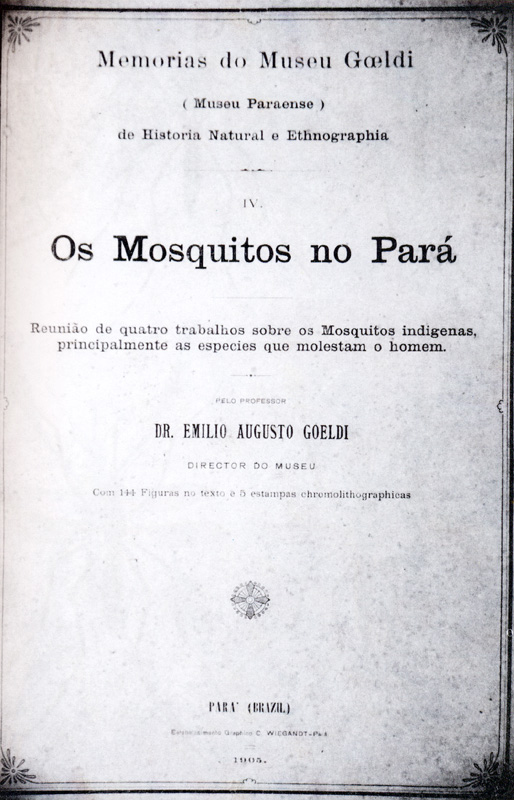 Memorias do Museu Gœldi
( Museu Paraense )
de Historia Natural e Ethnographia
IV.
Os Mosquitos no Pará
Reunião de quatro trabalhos sobre os Mosquitos indigenas,
principalmente as especies que molestam o homem.
PELO PROFESSOR
DR. EMILIO AUGUSTO GOELDI
DIRECTOR DO MUSEU
Com 144 Figuras no texto e 5 estampas chromolithographicas
PARA' (BRAZIL)
Estabelecimento Graphico C. WIEGANDT-Pará
1905.